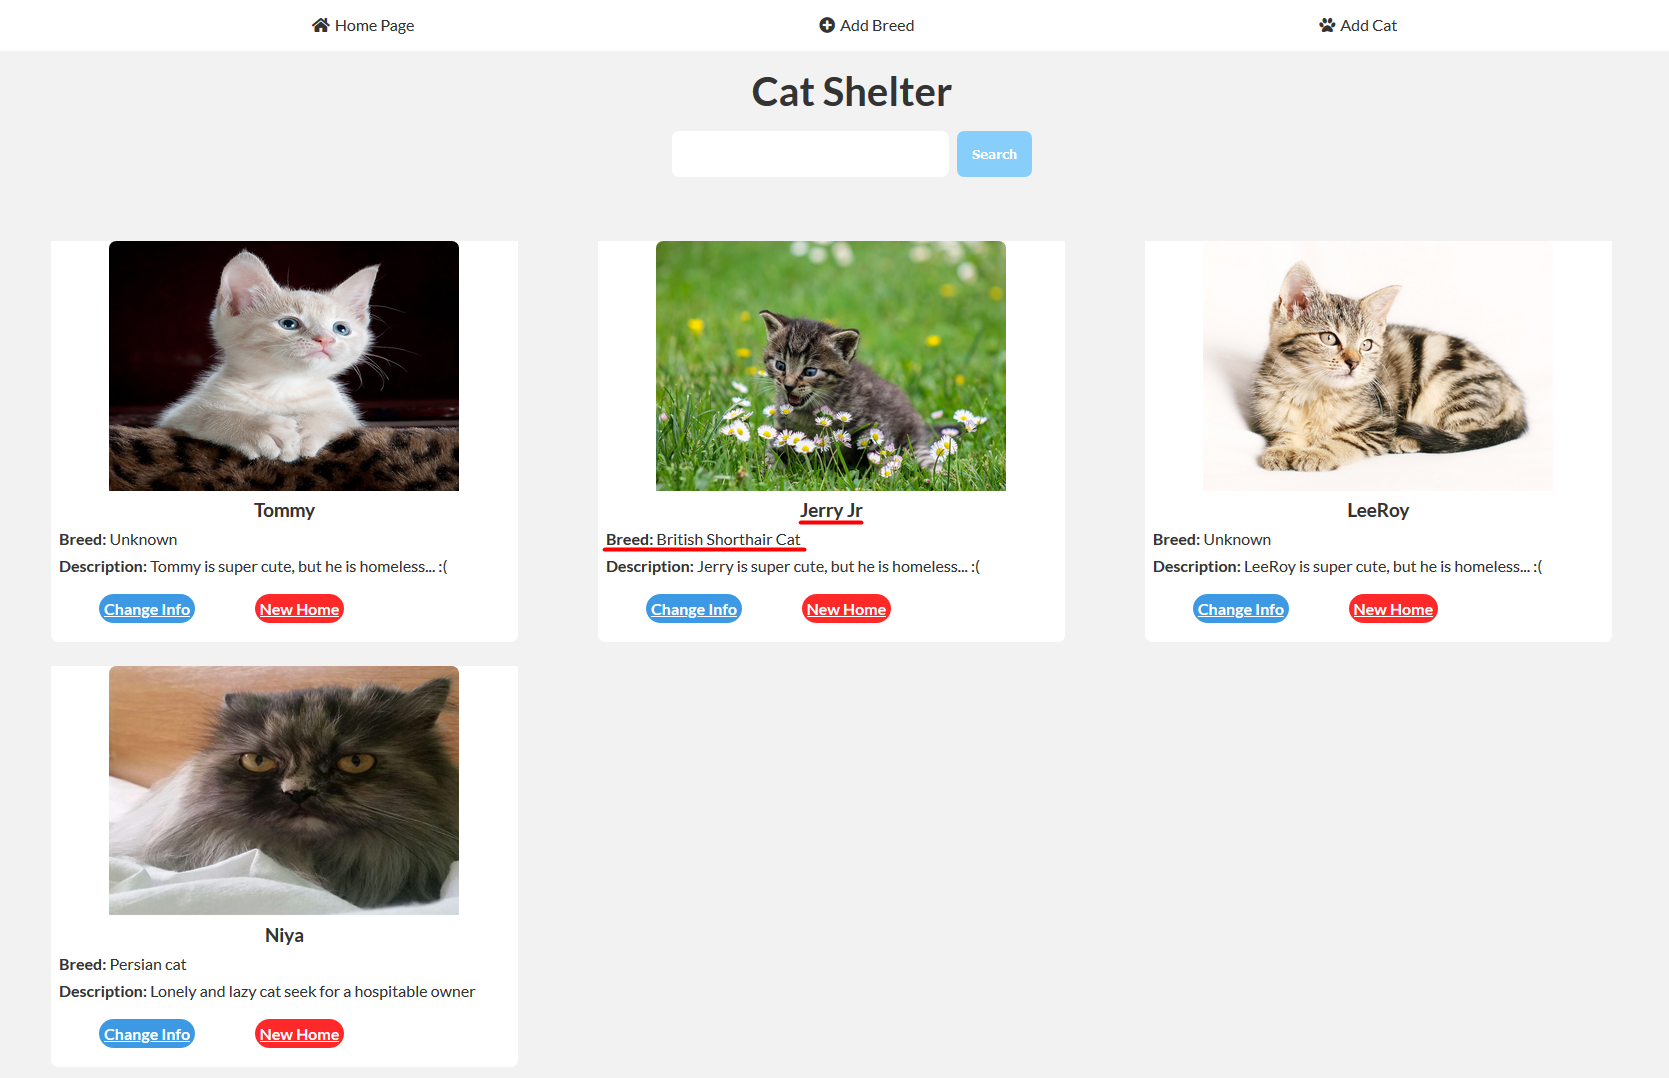 Home Page
Add Breed
Add Cat
Cat Shelter
Search
Tommy
Breed: Unknown
Description: Tommy is super cute, but he is homeless... :(
Change Info
New Home
Jerry Jr
Breed: British Shorthair Cat
Description: Jerry is super cute, but he is homeless... :(
Change Info
New Home
LeeRoy
Breed: Unknown
Description: LeeRoy is super cute, but he is homeless... :(
Change Info
New Home
Niya
Breed: Persian cat
Description: Lonely and lazy cat seek for a hospitable owner
Change Info
New Home